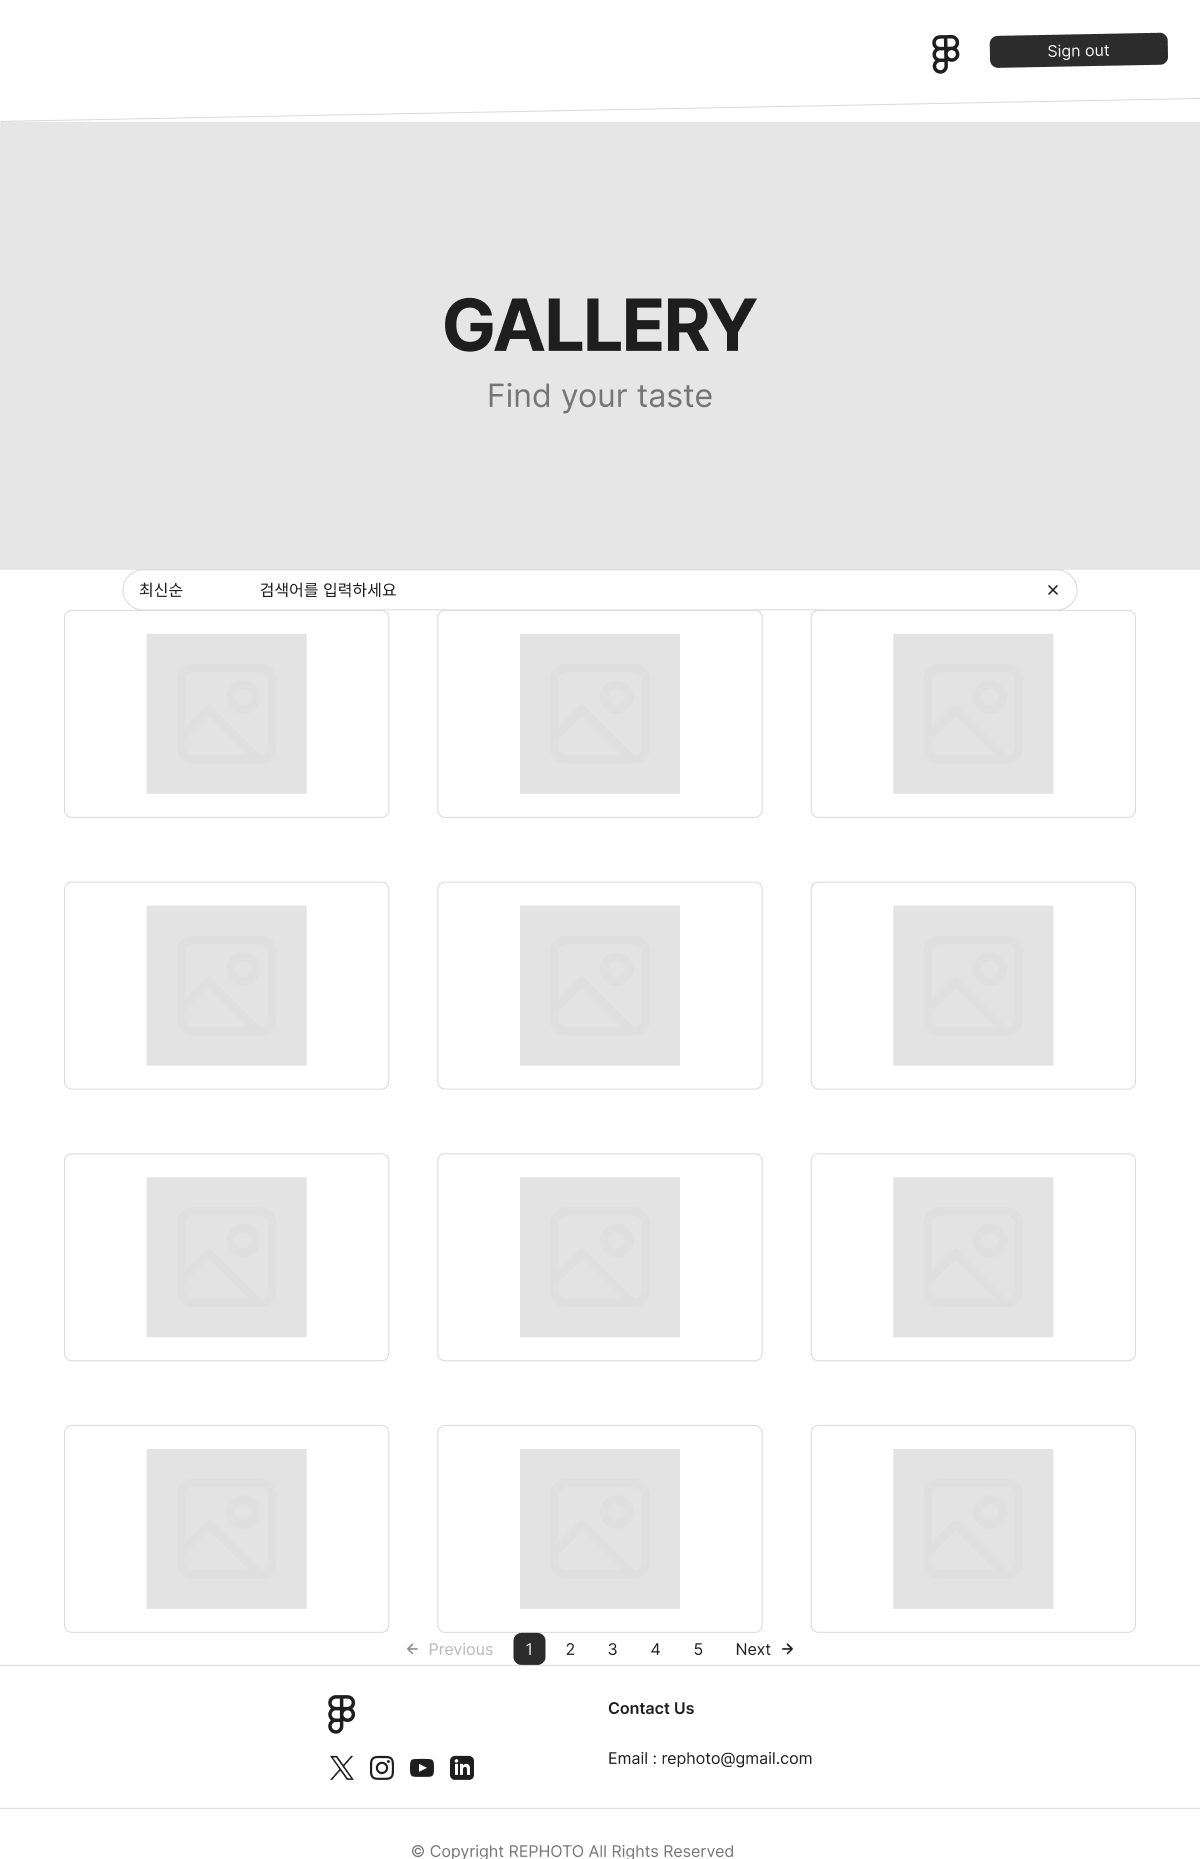 Sign out
GALLERY
Find your taste
최신순 검색어를 입력하세요
Previous 1 2 3 4 5 Next
Contact Us
Email : rephoto@gmail.com
© Copyright REPHOTO All Rights Reserved